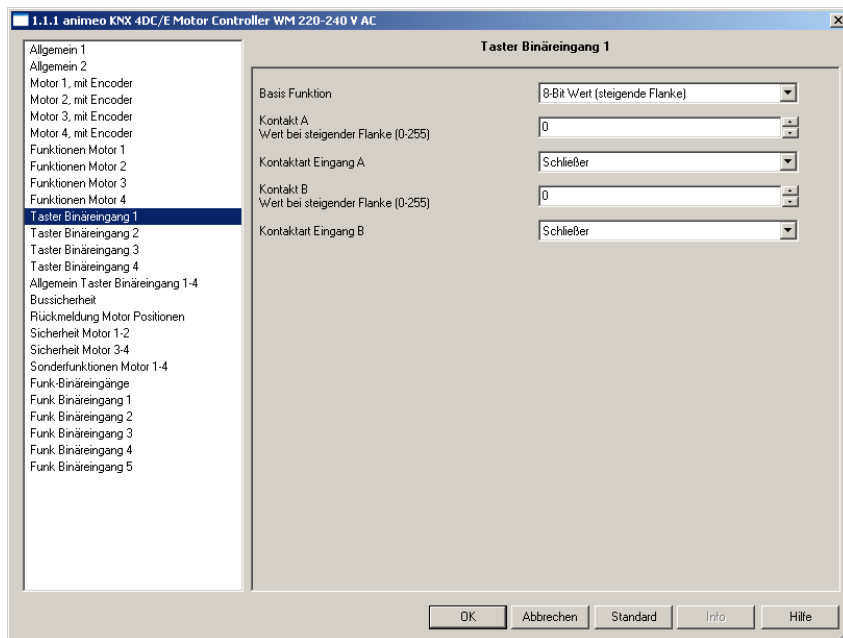 1.1.1 animeo KNX 4DC/E Motor Controller WM 220-240 V AC
Allgemein 1
Allgemein 2
Motor 1, mit Encoder
Motor 2, mit Encoder
Motor 3, mit Encoder
Motor 4, mit Encoder
Funktionen Motor 1
Funktionen Motor 2
Funktionen Motor 3
Funktionen Motor 4
Taster Binäreingang 1
Taster Binäreingang 2
Taster Binäreingang 3
Taster Binäreingang 4
Allgemein Taster Binäreingang 1-4
Bussicherheit
Rückmeldung Motor Positionen
Sicherheit Motor 1-2
Sicherheit Motor 3-4
Sonderfunktionen Motor 1-4
Funk-Binäreingänge
Funk Binäreingang 1
Funk Binäreingang 2
Funk Binäreingang 3
Funk Binäreingang 4
Funk Binäreingang 5
Taster Binäreingang 1
Basis Funktion
8-Bit Wert (steigende Flanke)
Kontakt A
Wert bei steigender Flanke (0-255)
0
Kontaktart Eingang A
Schließer
Kontakt B
Wert bei steigender Flanke (0-255)
0
Kontaktart Eingang B
Schließer
OK
Abbrechen
Standard
Info
Hilfe